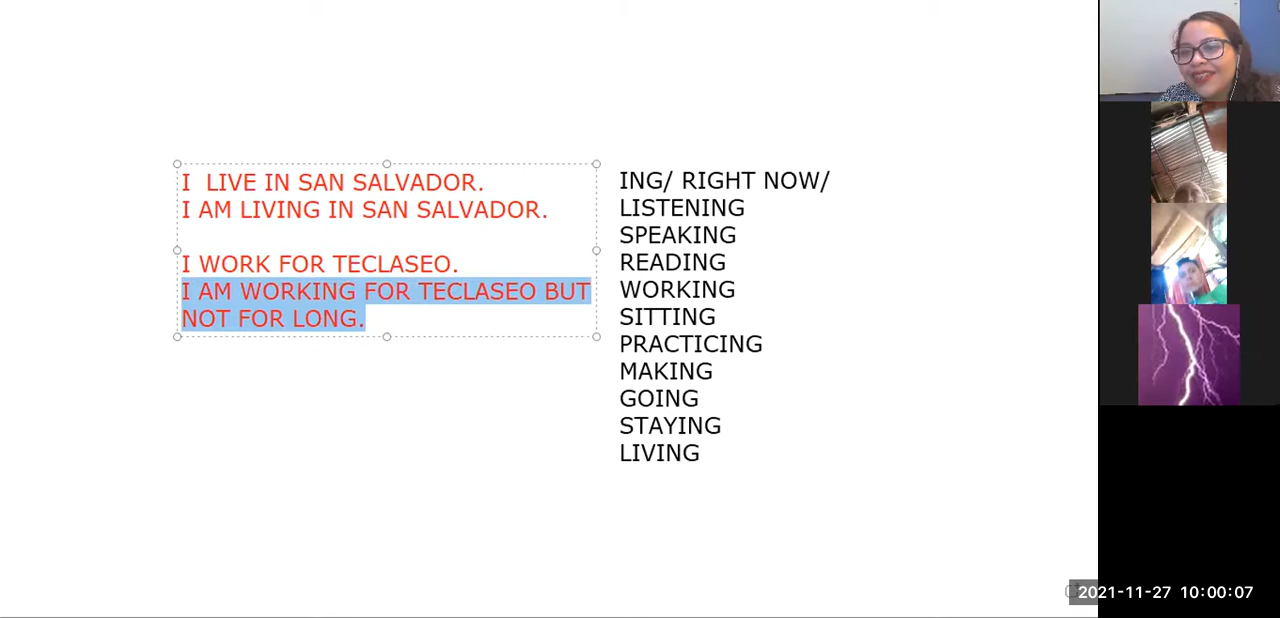 I  LIVE IN SAN SALVADOR.
I AM LIVING IN SAN SALVADOR.
I WORK FOR TECLASEO.
I AM WORKING FOR TECLASEO BUT
NOT FOR LONG.
ING/ RIGHT NOW/
LISTENING
SPEAKING
READING
WORKING
SITTING
PRACTICING
MAKING
GOING
STAYING
LIVING
2021-11-27 10:00:07